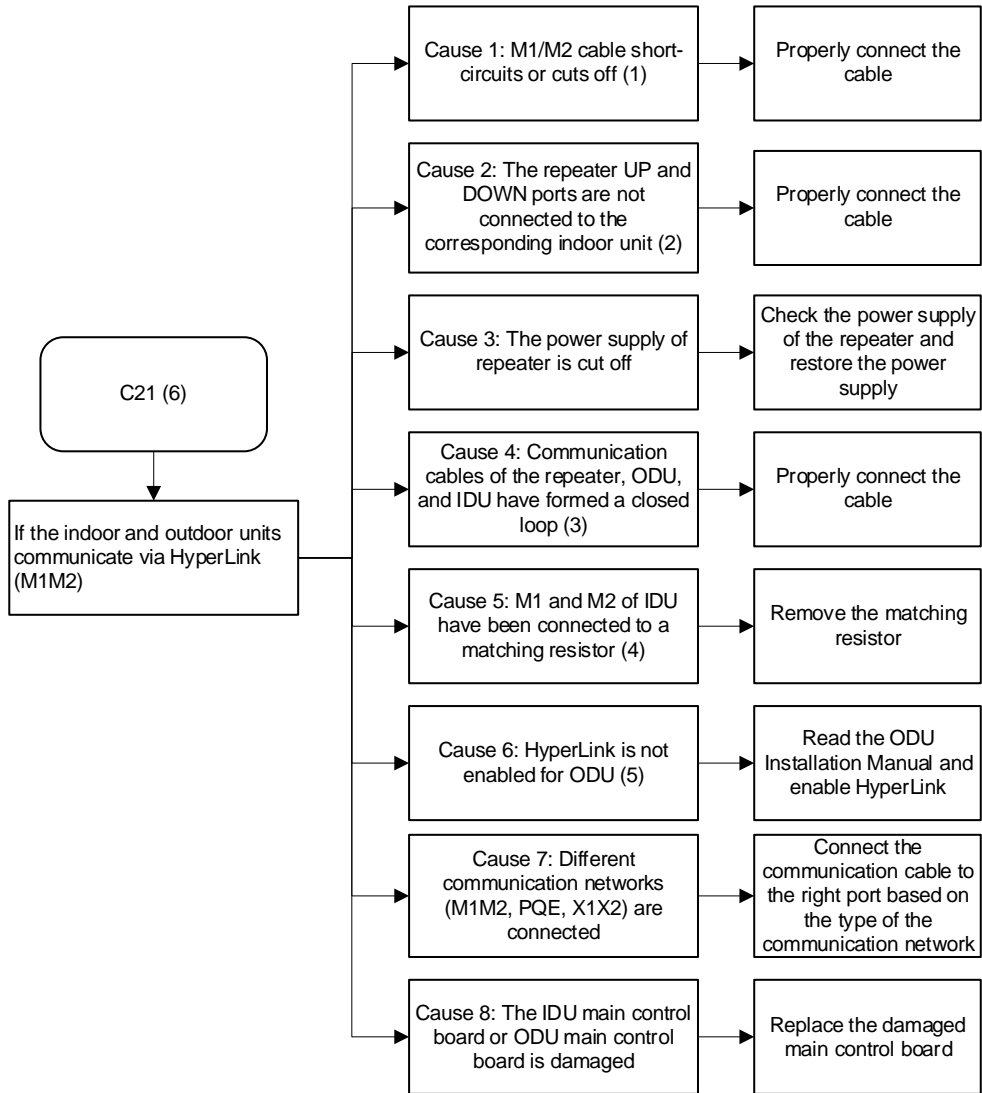 Cause 1: M1/M2 cable short-
circuits or cuts off (1)
Properly connect the
cable
Cause 2: The repeater UP and
DOWN ports are not
connected to the
corresponding indoor unit (2)
Properly connect the
cable
Cause 3: The power supply of
repeater is cut off
Check the power supply
of the repeater and
restore the power
supply
C21 (6)
If the indoor and outdoor units
communicate via HyperLink
(M1M2)
Cause 4: Communication
cables of the repeater, ODU,
and IDU have formed a closed
loop (3)
Properly connect the
cable
Cause 5: M1 and M2 of IDU
have been connected to a
matching resistor (4)
Remove the matching
resistor
Cause 6: HyperLink is not
enabled for ODU (5)
Read the ODU
Installation Manual and
enable HyperLink
Cause 7: Different
communication networks
(M1M2, PQE, X1X2) are
connected
Connect the
communication cable to
the right port based on
the type of the
communication network
Cause 8: The IDU main control
board or ODU main control
board is damaged
Replace the damaged
main control board